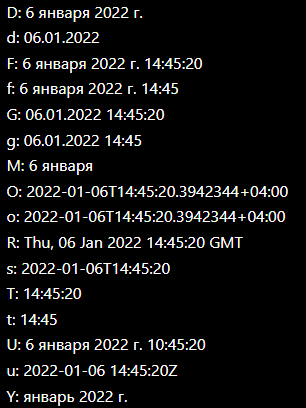 D: 6 января 2022 г.
d: 06.01.2022
F: 6 января 2022 г. 14:45:20
f: 6 января 2022 г. 14:45
G: 06.01.2022 14:45:20
g: 06.01.2022 14:45
M: 6 января
O: 2022-01-06T14:45:20.3942344+04:00
o: 2022-01-06T14:45:20.3942344+04:00
R: Thu, 06 Jan 2022 14:45:20 GMT
s: 2022-01-06T14:45:20
T: 14:45:20
t: 14:45
U: 6 января 2022 г. 10:45:20
u: 2022-01-06 14:45:20Z
Y: январь 2022 г.